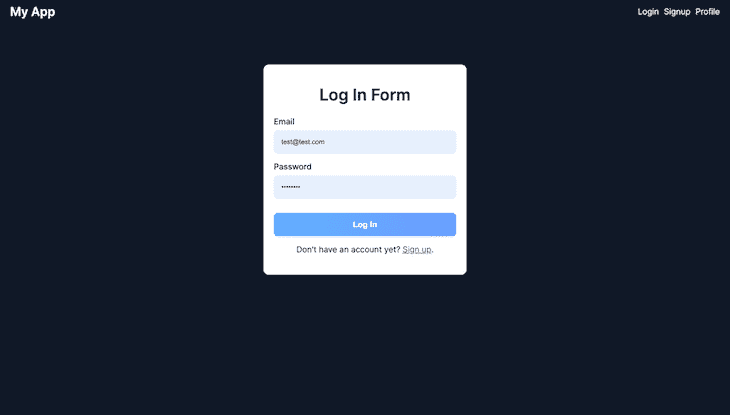 My App
Login Signup Profile
Log In Form
Email
test@test.com
Password
••••••••
Log In
Don't have an account yet? Sign up.